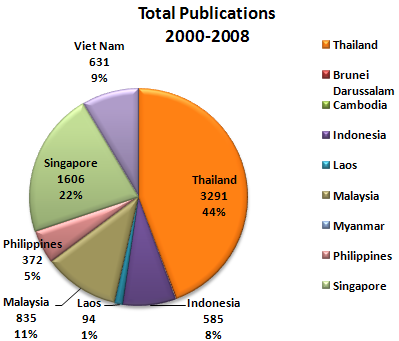 Total Publications
2000-2008
Viet Nam
631
9%
Singapore
1606
22%
Thailand
3291
44%
Philippines
372
5%
Malaysia
835
11%
Laos
94
1%
Indonesia
585
8%
Thailand
Brunei
Darussalam
Cambodia
Indonesia
Laos
Malaysia
Myanmar
Philippines
Singapore